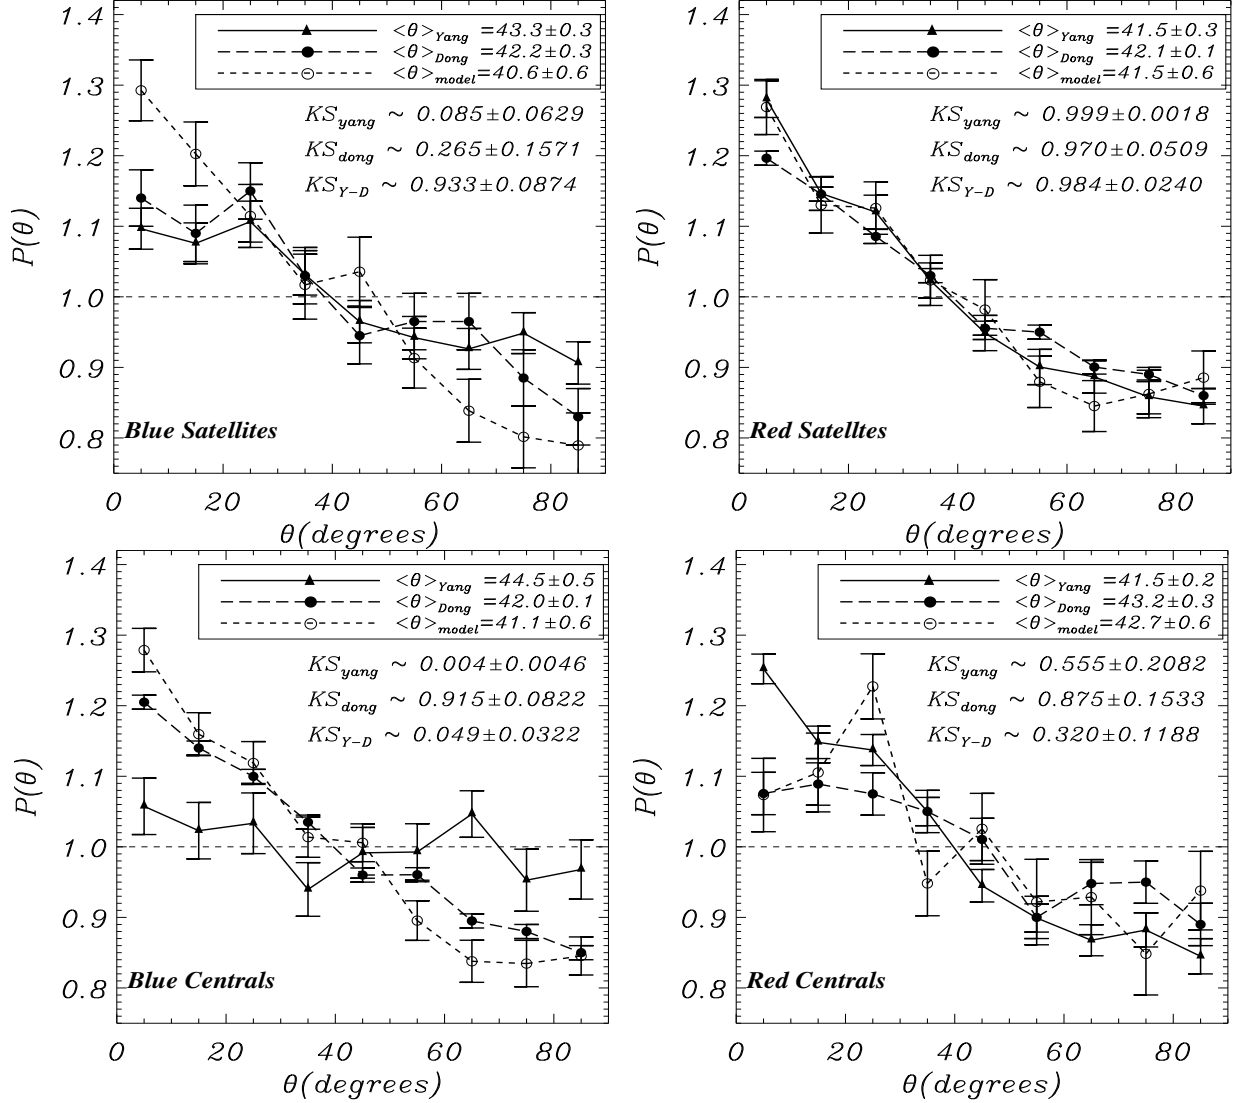 1.4
1.3
1.2
1.1
1.0
0.9
0.8
P(θ)
<θ>Yang =43.3±0.3
<θ>Dong =42.2±0.3
<θ>model=40.6±0.6
KSyang ~ 0.085±0.0629
KSdong ~ 0.265±0.1571
KSY-D ~ 0.933±0.0874
Blue Satellites
0 20 40 60 80
θ(degrees)
1.4
1.3
1.2
1.1
1.0
0.9
0.8
P(θ)
<θ>Yang =41.5±0.3
<θ>Dong =42.1±0.1
<θ>model=41.5±0.6
KSyang ~ 0.999±0.0018
KSdong ~ 0.970±0.0509
KSY-D ~ 0.984±0.0240
Red Satelltes
0 20 40 60 80
θ(degrees)
1.4
1.3
1.2
1.1
1.0
0.9
0.8
P(θ)
<θ>Yang =44.5±0.5
<θ>Dong =42.0±0.1
<θ>model=41.1±0.6
KSyang ~ 0.004±0.0046
KSdong ~ 0.915±0.0822
KSY-D ~ 0.049±0.0322
Blue Centrals
0 20 40 60 80
θ(degrees)
1.4
1.3
1.2
1.1
1.0
0.9
0.8
P(θ)
<θ>Yang =41.5±0.2
<θ>Dong =43.2±0.3
<θ>model=42.7±0.6
KSyang ~ 0.555±0.2082
KSdong ~ 0.875±0.1533
KSY-D ~ 0.320±0.1188
Red Centrals
0 20 40 60 80
θ(degrees)